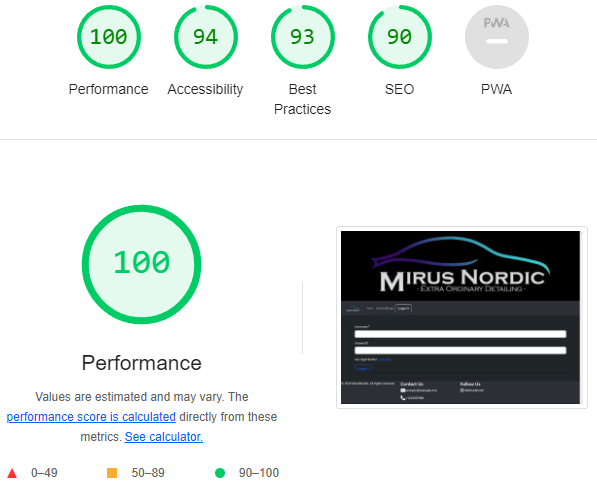 100
94
93
90
PWA
Performance
Accessibility
Best
Practices
SEO
PWA
100
Performance
Values are estimated and may vary. The
performance score is calculated directly from these
metrics. See calculator.
0–49
50–89
90–100
MIRUS NORDIC
- EXTRA ORDINARY DETAILING -
Contact Us
Follow Us